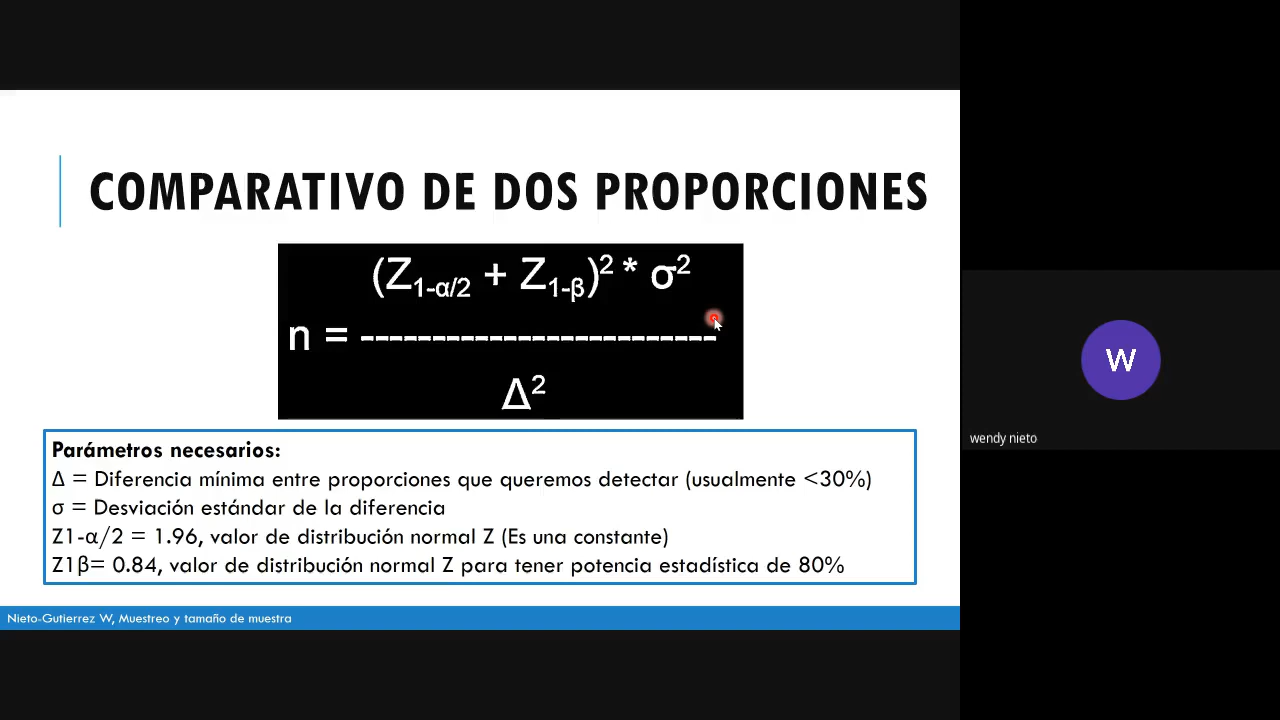 COMPARATIVO DE DOS PROPORCIONES
(Z1-α/2 + Z1-β)2 * σ2
n = -------------------------
Δ2
Parámetros necesarios:
Δ = Diferencia mínima entre proporciones que queremos detectar (usualmente <30%)
σ = Desviación estándar de la diferencia
Z1-α/2 = 1.96, valor de distribución normal Z (Es una constante)
Z1β= 0.84, valor de distribución normal Z para tener potencia estadística de 80%
Nieto-Gutierrez W, Muestreo y tamaño de muestra
W
wendy nieto